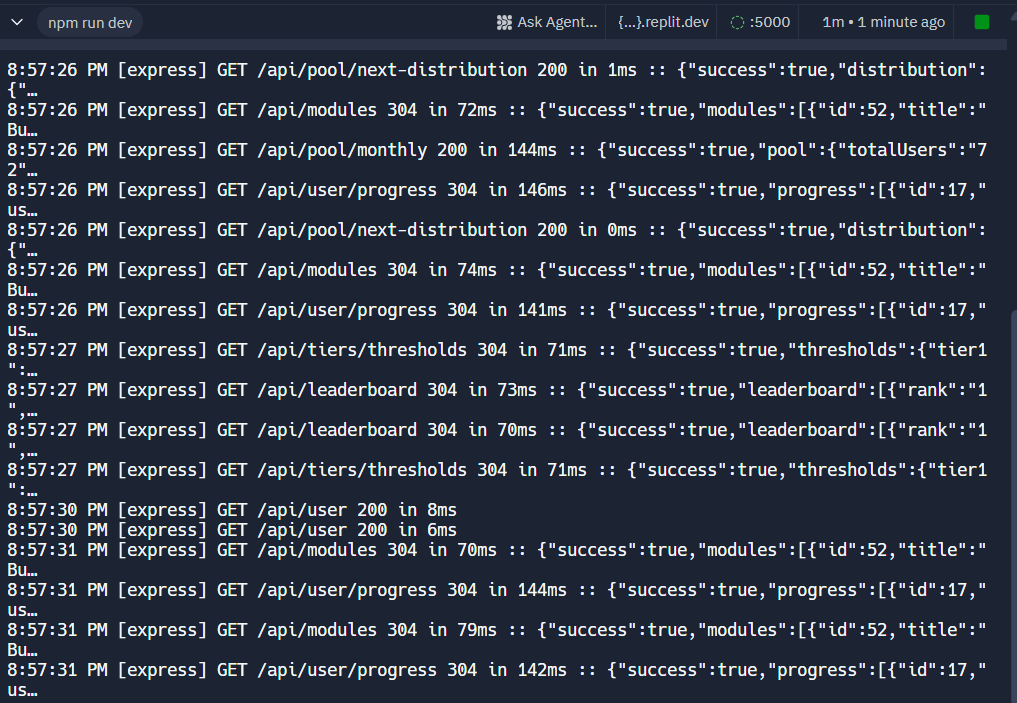 npm run dev Ask Agent... {...}.replit.dev :5000 1m • 1 minute ago
8:57:26 PM [express] GET /api/pool/next-distribution 200 in 1ms :: {"success":true,"distribution":
{"…
8:57:26 PM [express] GET /api/modules 304 in 72ms :: {"success":true,"modules":[{"id":52,"title":"
Bu…
8:57:26 PM [express] GET /api/pool/monthly 200 in 144ms :: {"success":true,"pool":{"totalUsers":"7
2"…
8:57:26 PM [express] GET /api/user/progress 304 in 146ms :: {"success":true,"progress":[{"id":17,"
us…
8:57:26 PM [express] GET /api/pool/next-distribution 200 in 0ms :: {"success":true,"distribution":
{"…
8:57:26 PM [express] GET /api/modules 304 in 74ms :: {"success":true,"modules":[{"id":52,"title":"
Bu…
8:57:26 PM [express] GET /api/user/progress 304 in 141ms :: {"success":true,"progress":[{"id":17,"
us…
8:57:27 PM [express] GET /api/tiers/thresholds 304 in 71ms :: {"success":true,"thresholds":{"tier1
":…
8:57:27 PM [express] GET /api/leaderboard 304 in 73ms :: {"success":true,"leaderboard":[{"rank":"1
",…
8:57:27 PM [express] GET /api/leaderboard 304 in 70ms :: {"success":true,"leaderboard":[{"rank":"1
",…
8:57:27 PM [express] GET /api/tiers/thresholds 304 in 71ms :: {"success":true,"thresholds":{"tier1
":…
8:57:30 PM [express] GET /api/user 200 in 8ms
8:57:30 PM [express] GET /api/user 200 in 6ms
8:57:31 PM [express] GET /api/modules 304 in 70ms :: {"success":true,"modules":[{"id":52,"title":"
Bu…
8:57:31 PM [express] GET /api/user/progress 304 in 144ms :: {"success":true,"progress":[{"id":17,"
us…
8:57:31 PM [express] GET /api/modules 304 in 79ms :: {"success":true,"modules":[{"id":52,"title":"
Bu…
8:57:31 PM [express] GET /api/user/progress 304 in 142ms :: {"success":true,"progress":[{"id":17,"
us…